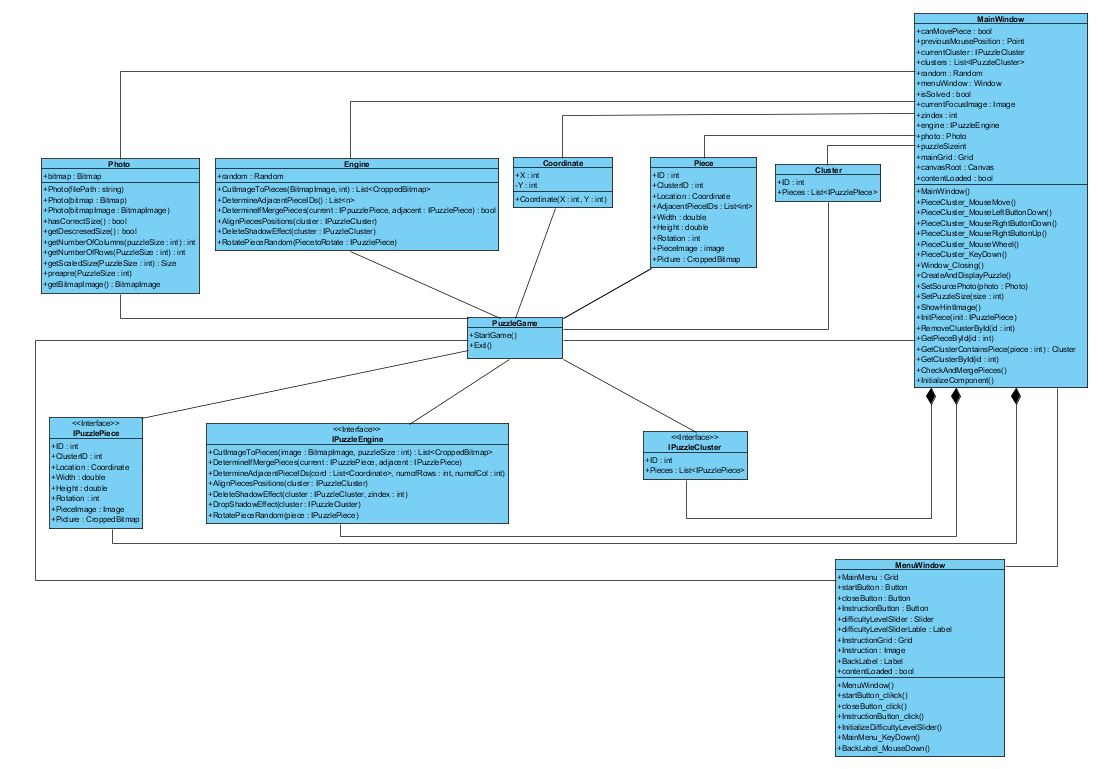 MainWindow
+canMovePiece : bool
+previousMousePosition : Point
+currentCluster : IPuzzleCluster
+clusters : List<IPuzzleCluster>
+random : Random
+menuWindow : Window
+isSolved : bool
+currentFocusImage : Image
+zindex : int
+engine : IPuzzleEngine
+photo : Photo
+puzzleSizeint
+mainGrid : Grid
+canvasRoot : Canvas
+contentLoaded : bool
+MainWindow()
+PieceCluster_MouseMove()
+PieceCluster_MouseLeftButtonDown()
+PieceCluster_MouseRightButtonDown()
+PieceCluster_MouseRightButtonUp()
+PieceCluster_MouseWheel()
+PieceCluster_KeyDown()
+Window_Closing()
+CreateAndDisplayPuzzle()
+SetSourcePhoto(photo : Photo)
+SetPuzzleSize(size : int)
+ShowHintImage()
+InitPiece(init : IPuzzlePiece)
+RemoveClusterById(id : int)
+GetPieceById(id : int)
+GetClusterContainsPiece(piece : int) : Cluster
+GetClusterById(id : int)
+CheckAndMergePieces()
+InitializeComponent()
Photo
+bitmap : Bitmap
+Photo(filePath : string)
+Photo(bitmap : Bitmap)
+Photo(bitmapImage : BitmapImage)
+hasCorrectSize() : bool
+getDescresedSize() : bool
+getNumberOfColumns(puzzleSize : int) : int
+getNumberOfRows(PuzzleSize : int) : int
+getScaledSize(PuzzleSize : int) : Size
+preapre(PuzzleSize : int)
+getBitmapImage() : BitmapImage
Engine
+random : Random
+CutImageToPieces(BitmapImage, int) : List<CroppedBitmap>
+DetermineAdjacentPieceIDs() : List<n>
+DetermineIfMergePieces(current : IPpuzzlePiece, adjacent : IPuzzlePiece) : bool
+AlignPiecesPositions(cluster : IPuzzleCluster)
+DeleteShadowEffect(cluster : IPuzzleCluster)
+RotatePieceRandom(PiecetoRotate : IPuzzlePiece)
Coordinate
+X : int
-Y : int
+Coordinate(X : int, Y : int)
Piece
+ID : int
+ClusterID : int
+Location : Coordinate
+AdjacentPieceIDs : List<int>
+Width : double
+Height : double
+Rotation : int
+PieceImage : image
+Picture : CroppedBitmap
Cluster
+ID : int
+Pieces : List<IPuzzlePIece>
PuzzleGame
+StartGame()
+Exit()
<<Interface>>
IPuzzlePiece
+ID : int
+ClusterID : int
+Location : Coordinate
+Width : double
+Height : double
+Rotation : int
+PieceImage : Image
+Picture : CroppedBitmap
<<Interface>>
IPuzzleEngine
+CutImageToPieces(image : BitmapImage, puzzleSize : int) : List<CroppedBitmap>
+DetermineIfMergePieces(current : IPuzzlePiece, adjacent : IPuzzlePiece)
+DetermineAdjacentPieceIDs(cord : List<Coordinate>, numofRows : int, numofCol : int)
+AlignPiecesPositions(cluster : IPuzzleCluster)
+DeleteShadowEffect(cluster : IPuzzleCluster, zindex : int)
+DropShadowEffect(cluster : IPuzzleCluster)
+RotatePieceRandom(piece : IPuzzlePiece)
<<Interface>>
IPuzzleCluster
+ID : int
+Pieces : List<IPuzzlePiece>
MenuWindow
+MainMenu : Grid
+startButton : Button
+closeButton : Button
+InstructionButton : Button
+difficultyLevelSlider : Slider
+difficultyLevelSliderLable : Label
+InstructionGrid : Grid
+Instruction : Image
+BackLabel : Label
+contentLoaded : bool
+MenuWindow()
+startButton_clikck()
+closeButton_click()
+InstructionButton_click()
+InitializeDifficultyLevelSlider()
+MainMenu_KeyDown()
+BackLabel_MouseDown()